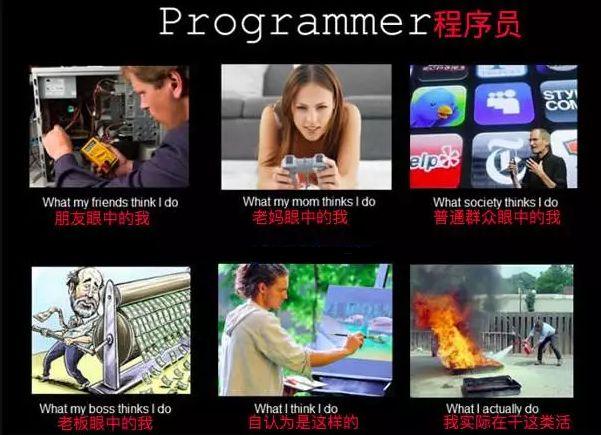 Programmer程序员
elp
STY
COM
What my friends think I do
朋友眼中的我
What my mom thinks I do
老妈眼中的我
What society thinks I do
普通群众眼中的我
What my boss thinks I do
老板眼中的我
What I think I do
自认为是这样的
What I actually do
我实际在干这类活